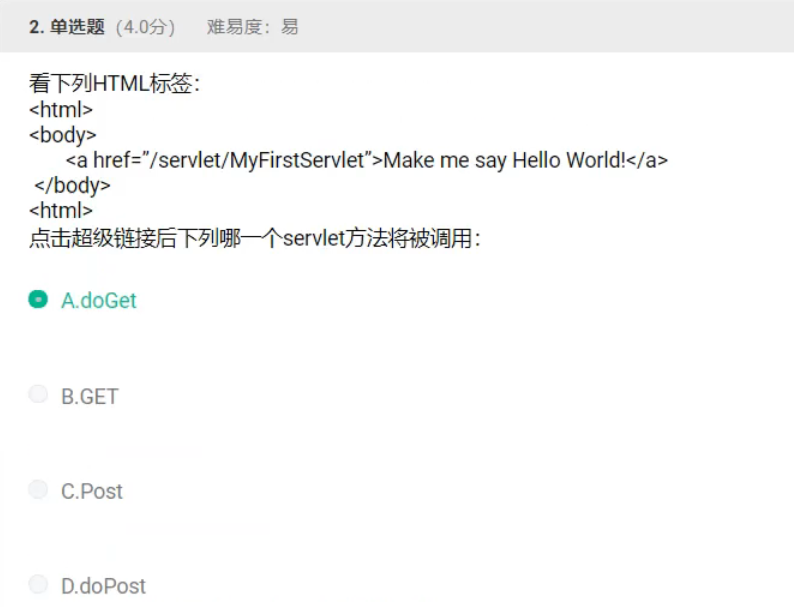 2. 单选题（4.0分） 难易度：易
看下列HTML标签：
<html>
<body>
<a href=”/servlet/MyFirstServlet”>Make me say Hello World!</a>
</body>
<html>
点击超级链接后下列哪一个servlet方法将被调用：
A.doGet
B.GET
C.Post
D.doPost